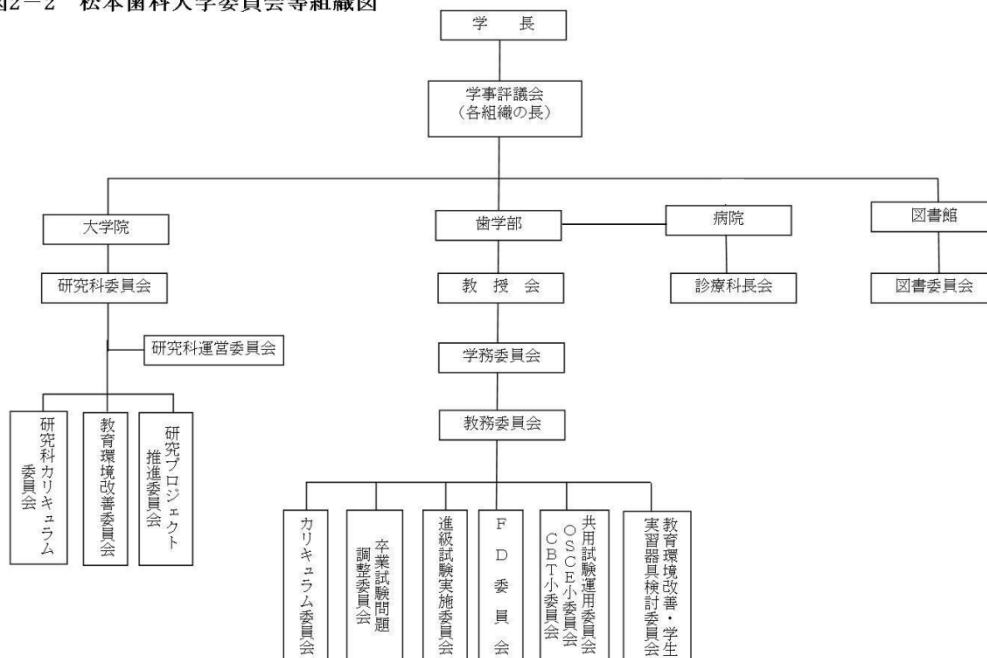 図2－2　松本歯科大学委員会等組織図
学　長
学事評議会
（各組織の長）
大学院
歯学部
病院
図書館
研究科委員会
教　授　会
診療科長会
図書委員会
研究科運営委員会
学務委員会
教務委員会
研究科カリキュラム
委員会
教育環境改善委員会
研究プロジェクト
推進委員会
カリキュラム委員会
卒業試験問題
調整委員会
進級試験実施委員会
ＦＤ委員会
共用試験運用委員会
ＯＳＣＥ小委員会
ＣＢＴ小委員会
教育環境改善・学生
実習器具検討委員会